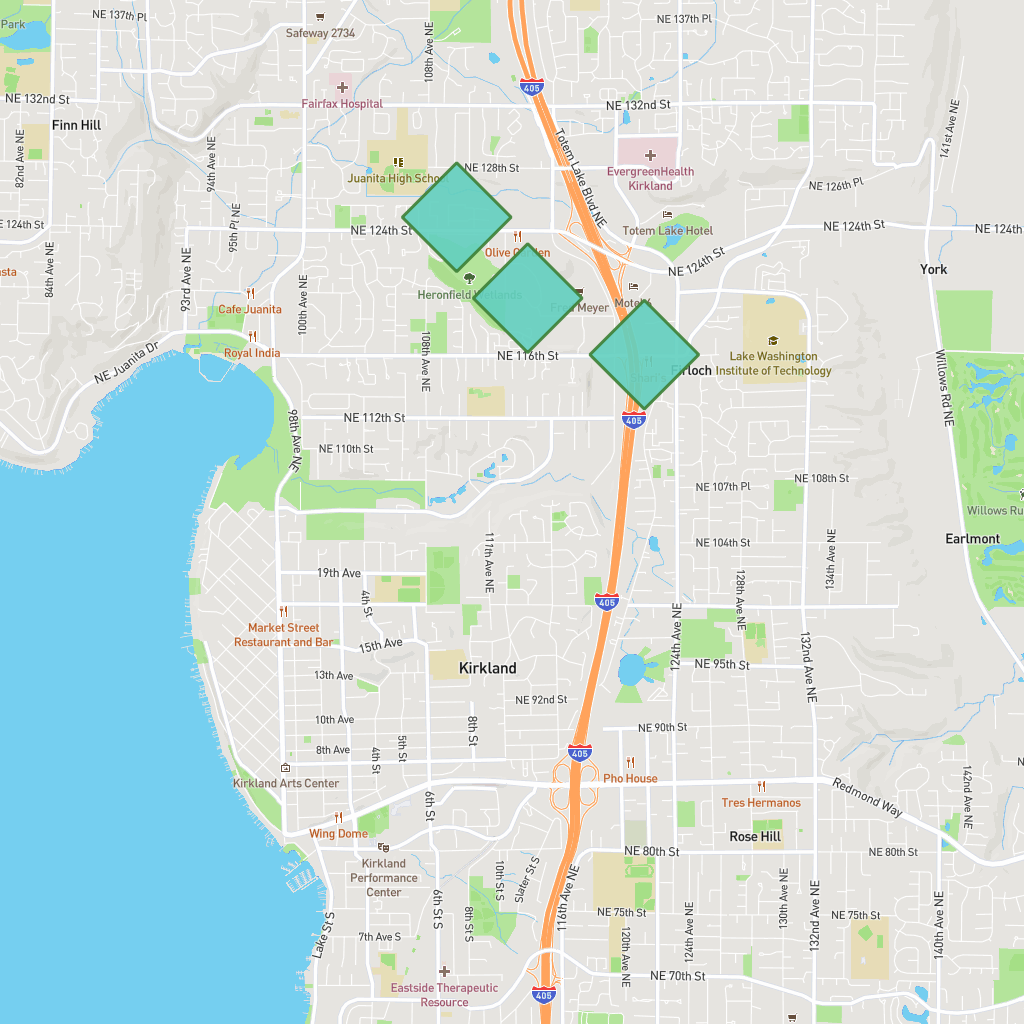 NE 137th Pl
NE 137th Pl
Park
Safeway 2734
108th Ave NE
405
Fairfax Hospital
NE 132nd St
NE 132nd St
Finn Hill
82nd Ave NE
94th Ave NE
Totem Lake Blvd NE
141st Ave NE
NE 128th St
Juanita High School
EvergreenHealth
Kirkland
NE 126th Pl
95th Pl NE
NE 124th St
NE 124th St
Totem Lake Hotel
NE 124th St
NE 124th
Olive Garden
NE 124th St
84th Ave NE
93rd Ave NE
York
Heronfield Wetlands
Fred Meyer
Motel 6
Cafe Juanita
100th Ave NE
Royal India
NE Juanita Dr
108th Ave NE
NE 116th St
Firloch
Lake Washington
Institute of Technology
Willows Rd NE
NE 112th St
405
98th Ave NE
NE 110th St
NE 107th Pl
NE 108th St
Earlmont
NE 104th St
117th Ave NE
134th Ave NE
19th Ave
4th St
128th Ave NE
405
Market Street
Restaurant and Bar
15th Ave
124th Ave NE
132nd Ave NE
Kirkland
NE 95th St
13th Ave
NE 92nd St
10th Ave
8th St
NE 90th St
8th Ave
4th St
5th St
405
Kirkland Arts Center
Pho House
142nd Ave NE
6th St
Tres Hermanos
Redmond Way
Wing Dome
Rose Hill
Kirkland
Performance
Center
NE 80th St
NE 80th St
10th St S
Slater St S
116th Ave NE
6th St S
8th St S
130th Ave NE
132nd Ave NE
NE 75th St
NE 75th St
Lake St S
7th Ave S
120th Ave NE
124th Ave NE
140th Ave NE
NE 70th St
Eastside Therapeutic
Resource
405